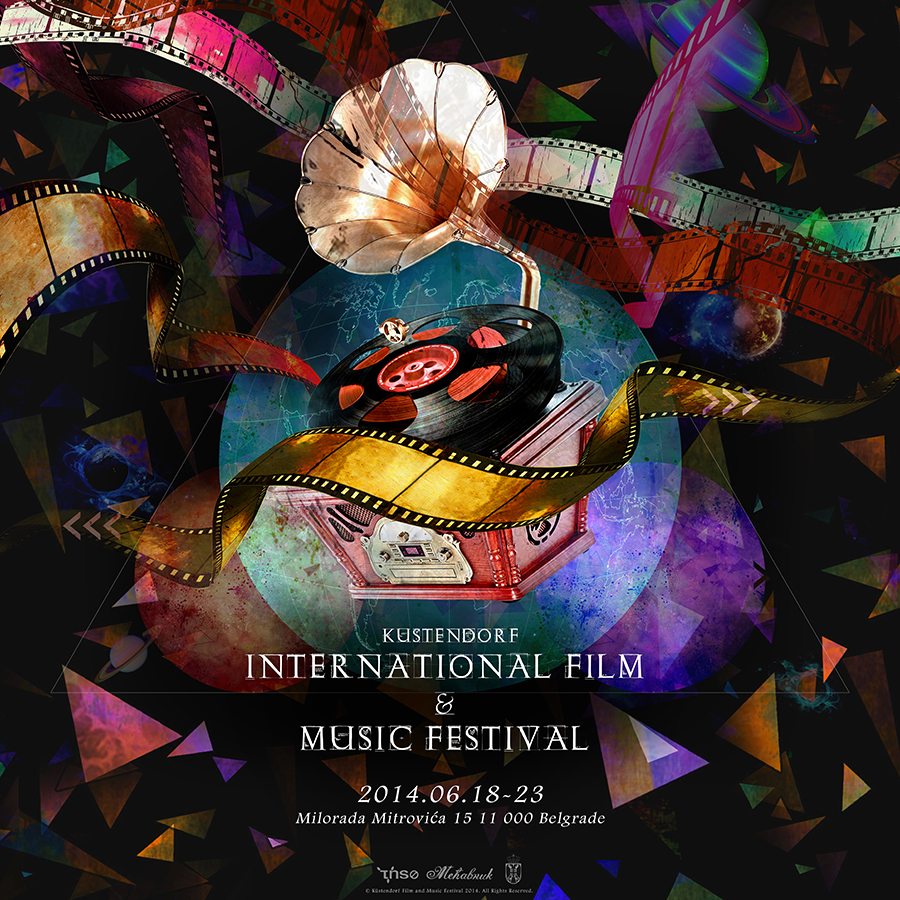 KUSTENDORF
INTERNATIONAL FILM
&
MUSIC FESTIVAL
2014.06.18-23
Milorada Mitrovića 15 11 000 Belgrade
© Küstendorf Film and Music Festival 2014. All Rights Reserved.